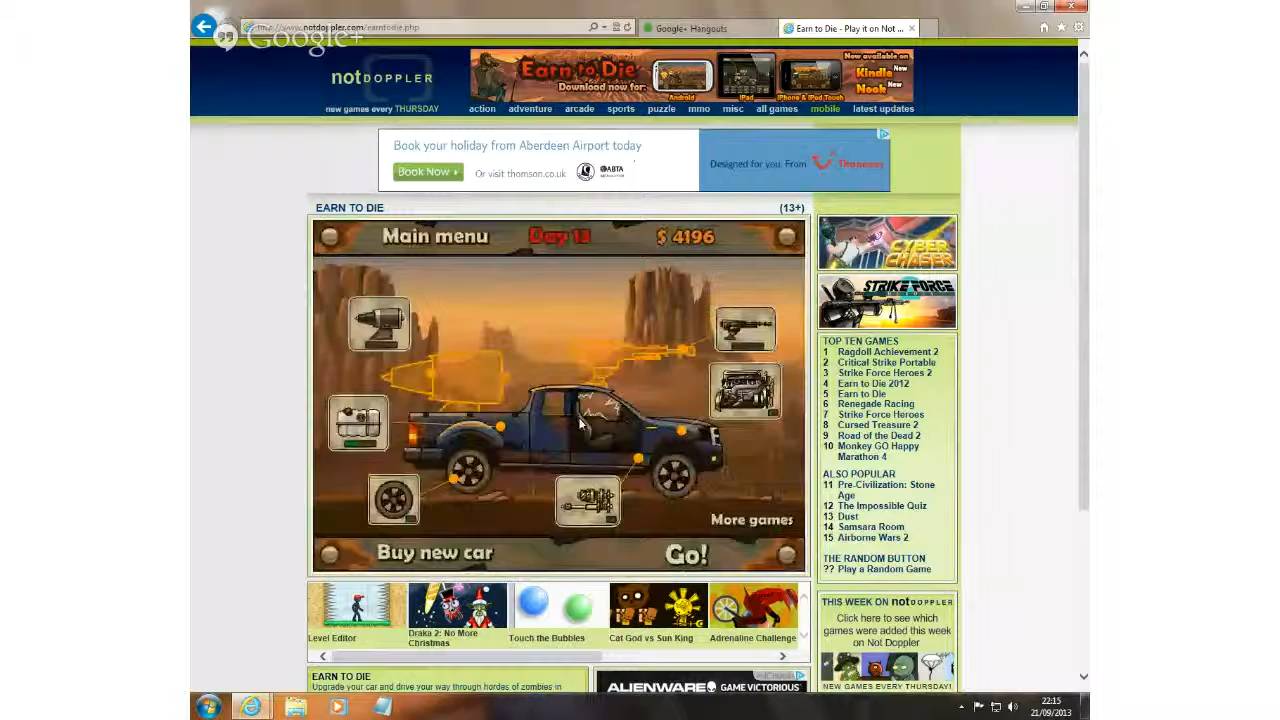 http://www.notdoppler.com/earntodie.php
Google+ Hangouts
Earn to Die - Play it on Not ...
Google+
notDOPPLER
new games every THURSDAY
Earn to Die
Download now for:
Android
iPad
iPhone & iPod Touch
Now available on
Kindle New
Nook New
action adventure arcade sports puzzle mmo misc all games mobile latest updates
Book your holiday from Aberdeen Airport today
Book Now
Or visit thomson.co.uk
ABTA
Designed for you. From
Thomson
EARN TO DIE
(13+)
Main menu
Day 13
$ 4196
More games
Buy new car
Go!
CYBER CHASER
STRIKE FORCE
TOP TEN GAMES
1 Ragdoll Achievement 2
2 Critical Strike Portable
3 Strike Force Heroes 2
4 Earn to Die 2012
5 Earn to Die
6 Renegade Racing
7 Strike Force Heroes
8 Cursed Treasure 2
9 Road of the Dead 2
10 Monkey GO Happy
Marathon 4
ALSO POPULAR
11 Pre-Civilization: Stone
Age
12 The Impossible Quiz
13 Dust
14 Samsara Room
15 Airborne Wars 2
THE RANDOM BUTTON
?? Play a Random Game
THIS WEEK ON notDOPPLER
Click here to see which
games were added this week
on Not Doppler
NEW GAMES EVERY THURSDAY!
Level Editor
Draka 2: No More
Christmas
Touch the Bubbles
Cat God vs Sun King
Adrenaline Challenge
EARN TO DIE
Upgrade your car and drive your way through hordes of zombies in
ALIENWARE
GAME VICTORIOUS
22:15
21/09/2013